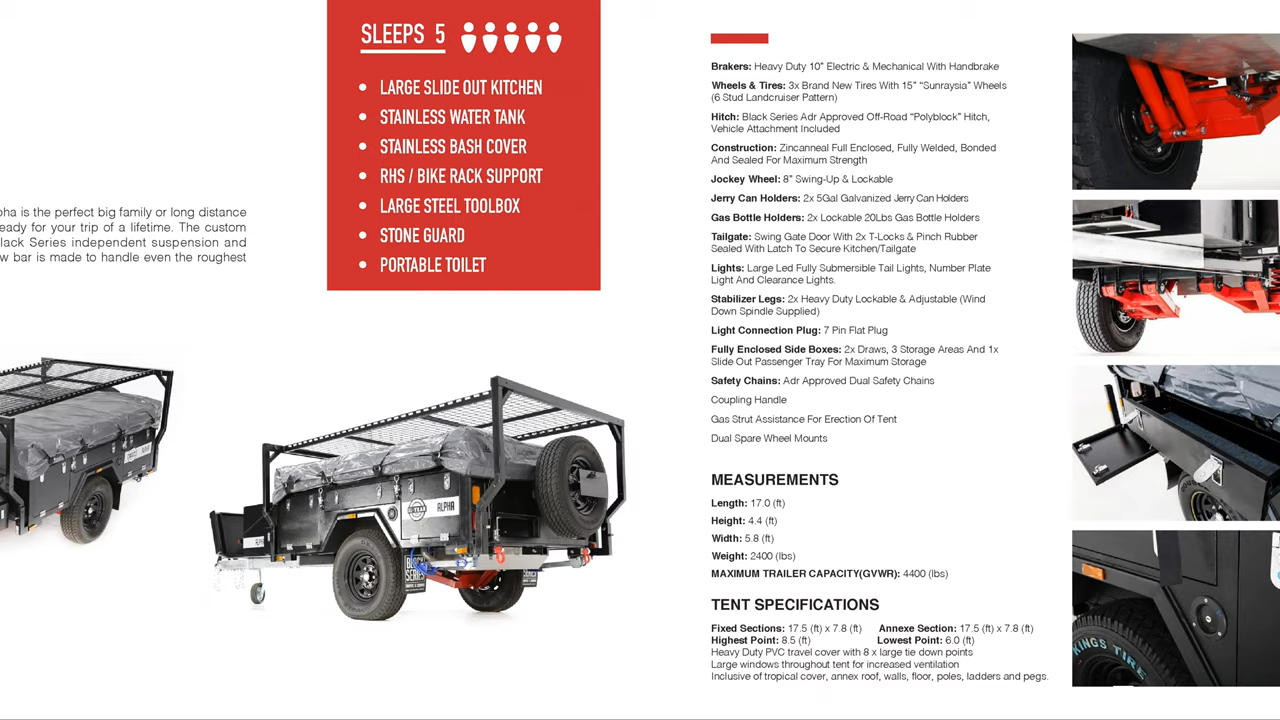 SLEEPS 5
LARGE SLIDE OUT KITCHEN
STAINLESS WATER TANK
STAINLESS BASH COVER
RHS / BIKE RACK SUPPORT
LARGE STEEL TOOLBOX
STONE GUARD
PORTABLE TOILET
is the perfect big family or long distance
for your trip of a lifetime. The custom
Series independent suspension and
bar is made to handle even the roughest
ALPHA
ALPHA
BLACK
SERIES
Brakers: Heavy Duty 10" Electric & Mechanical With Handbrake
Wheels & Tires: 3x Brand New Tires With 15" "Sunraysia" Wheels
(6 Stud Landcruiser Pattern)
Hitch: Black Series Adr Approved Off-Road "Polyblock" Hitch,
Vehicle Attachment Included
Construction: Zincanneal Full Enclosed, Fully Welded, Bonded
And Sealed For Maximum Strength
Jockey Wheel: 8" Swing-Up & Lockable
Jerry Can Holders: 2x 5Gal Galvanized Jerry Can Holders
Gas Bottle Holders: 2x Lockable 20Lbs Gas Bottle Holders
Tailgate: Swing Gate Door With 2x T-Locks & Pinch Rubber
Sealed With Latch To Secure Kitchen/Tailgate
Lights: Large Led Fully Submersible Tail Lights, Number Plate
Light And Clearance Lights.
Stabilizer Legs: 2x Heavy Duty Lockable & Adjustable (Wind
Down Spindle Supplied)
Light Connection Plug: 7 Pin Flat Plug
Fully Enclosed Side Boxes: 2x Draws, 3 Storage Areas And 1x
Slide Out Passenger Tray For Maximum Storage
Safety Chains: Adr Approved Dual Safety Chains
Coupling Handle
Gas Strut Assistance For Erection Of Tent
Dual Spare Wheel Mounts
MEASUREMENTS
Length: 17.0 (ft)
Height: 4.4 (ft)
Width: 5.8 (ft)
Weight: 2400 (lbs)
MAXIMUM TRAILER CAPACITY(GVWR): 4400 (lbs)
TENT SPECIFICATIONS
Fixed Sections: 17.5 (ft) x 7.8 (ft) Annexe Section: 17.5 (ft) x 7.8 (ft)
Highest Point: 8.5 (ft) Lowest Point: 6.0 (ft)
Heavy Duty PVC travel cover with 8 x large tie down points
Large windows throughout tent for increased ventilation
Inclusive of tropical cover, annex roof, walls, floor, poles, ladders and pegs.
KINGS TIRE